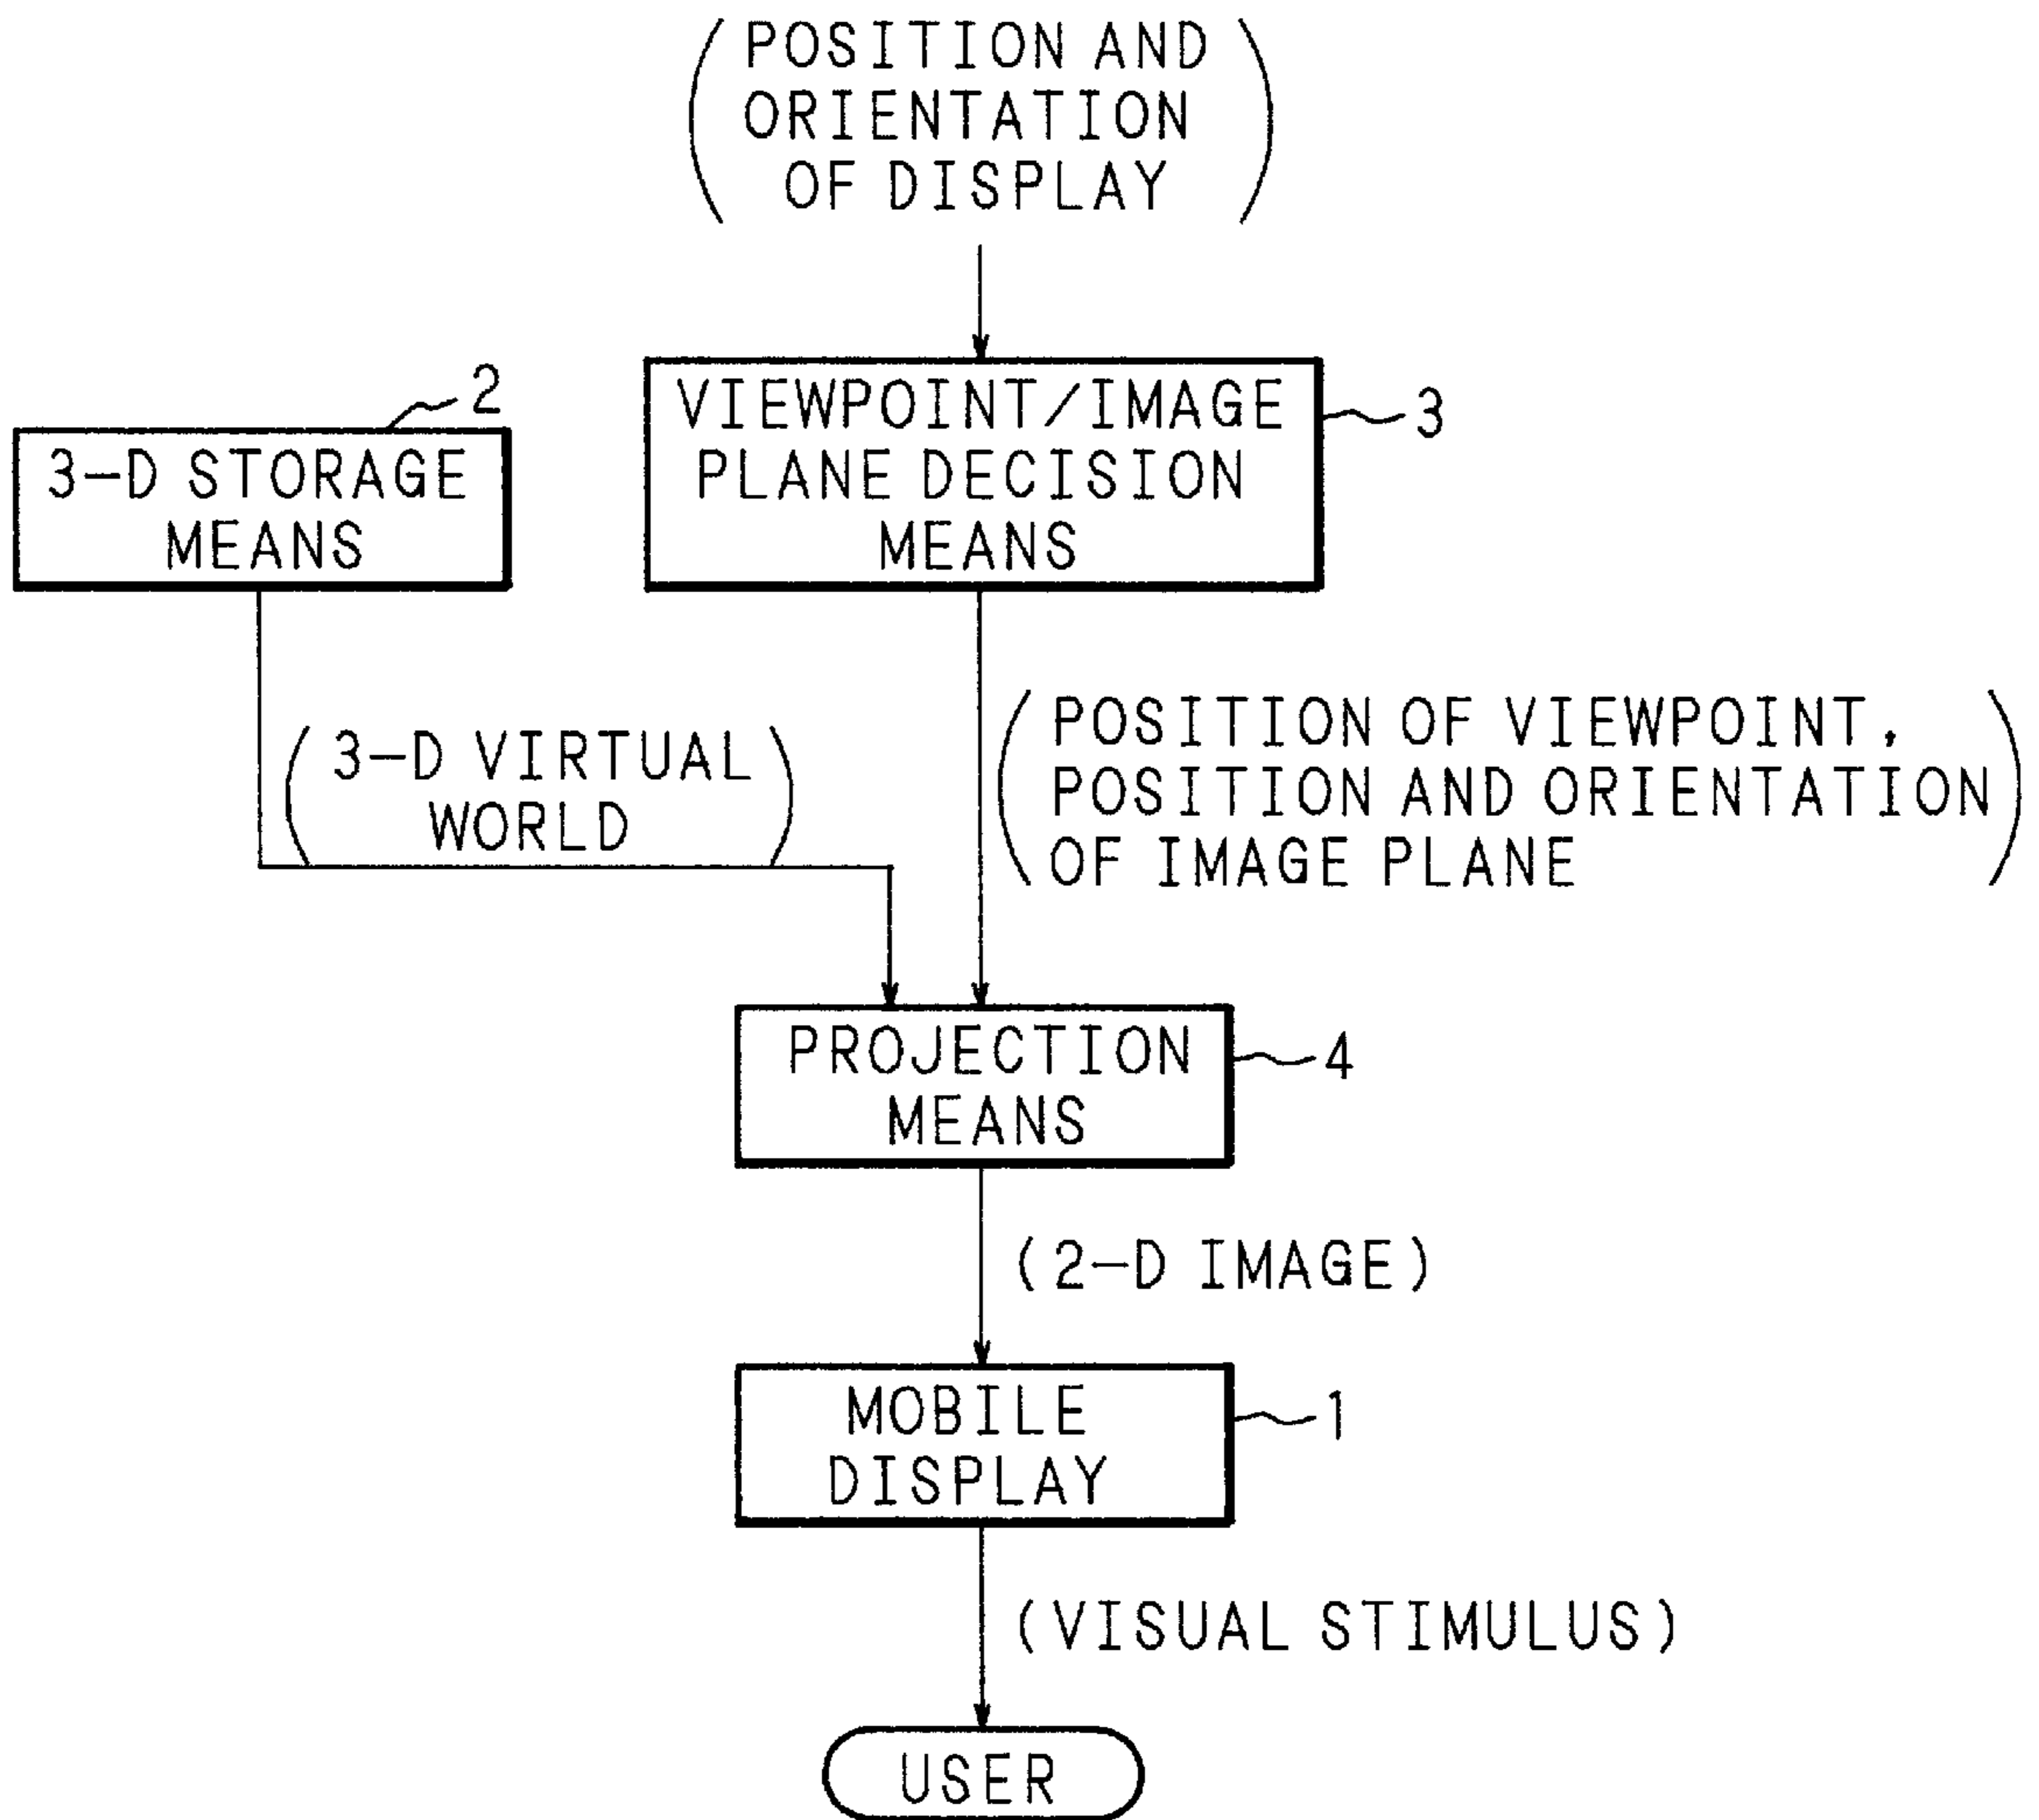 ( POSITION AND
ORIENTATION
OF DISPLAY )
2
3-D STORAGE
MEANS
VIEWPOINT/IMAGE
PLANE DECISION
MEANS
3
( 3-D VIRTUAL
WORLD )
( POSITION OF VIEWPOINT,
POSITION AND ORIENTATION
OF IMAGE PLANE )
PROJECTION
MEANS
4
(2-D IMAGE)
MOBILE
DISPLAY
1
(VISUAL STIMULUS)
USER